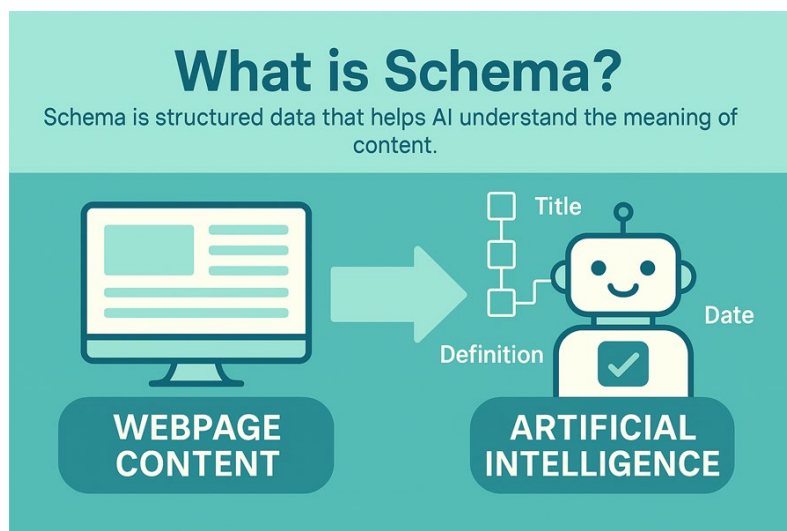 What is Schema?
Schema is structured data that helps AI understand the meaning of
content.
Title
Date
Definition
WEBPAGE
CONTENT
ARTIFICIAL
INTELLIGENCE